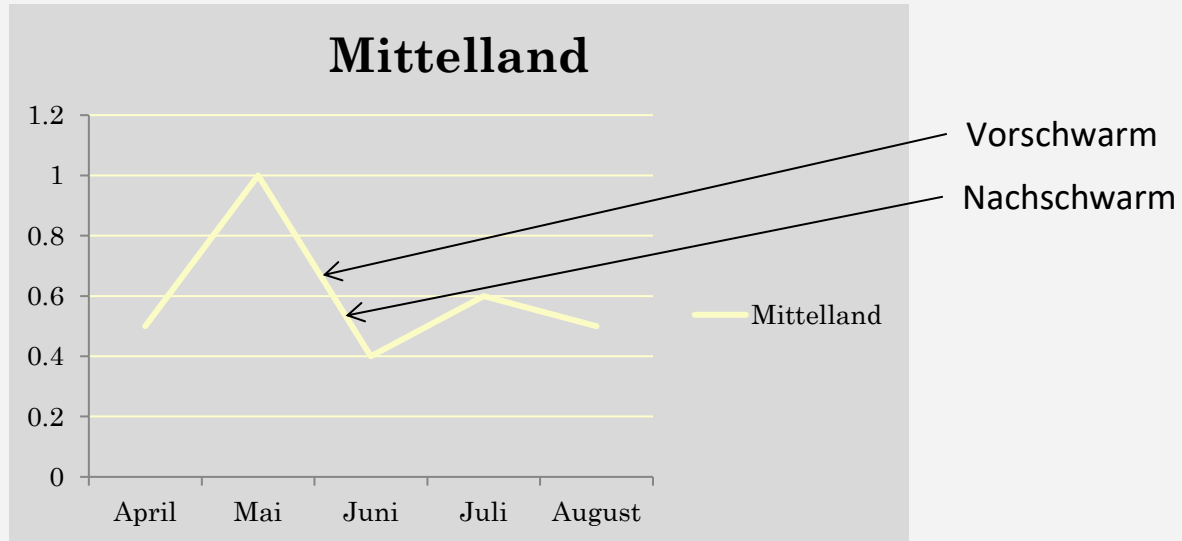 Mittelland
1.2
1
0.8
0.6
0.4
0.2
0
April Mai Juni Juli August
Mittelland
Vorschwarm
Nachschwarm